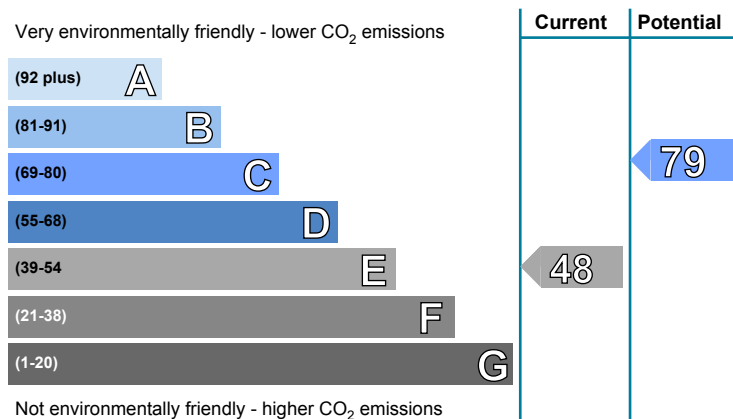 Current Potential
Very environmentally friendly - lower CO2 emissions
(92 plus) A
(81-91) B
(69-80) C
79
(55-68) D
(39-54 E
48
(21-38) F
(1-20) G
Not environmentally friendly - higher CO2 emissions